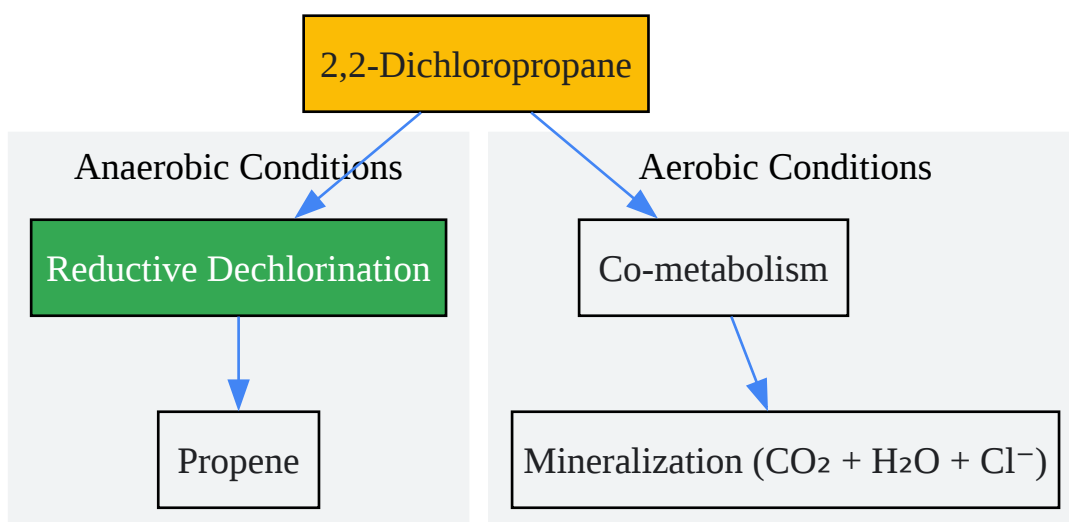 2,2-Dichloropropane
Anaerobic Conditions
Aerobic Conditions
Reductive Dechlorination
Co-metabolism
Propene
Mineralization (CO₂ + H₂O + Cl⁻)